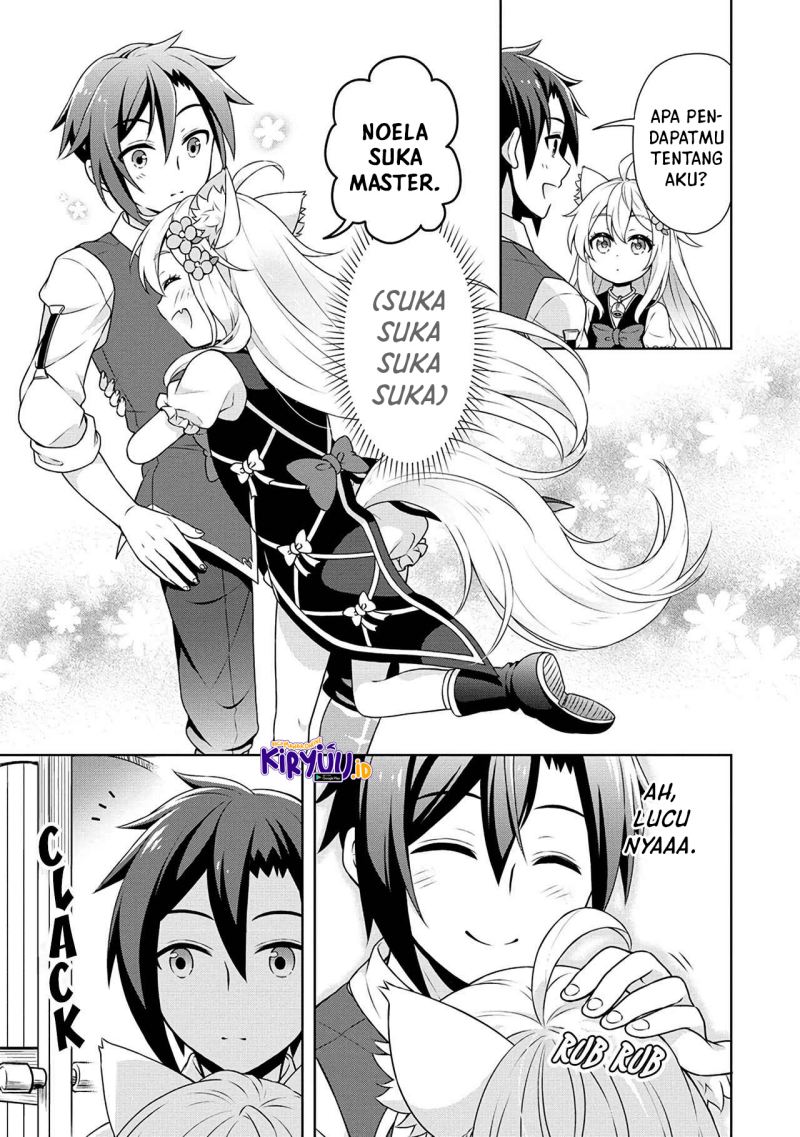 APA PEN-
DAPATMU
TENTANG
AKU?
NOELA
SUKA
MASTER.
(SUKA
SUKA
SUKA
SUKA)
KIRYUU.ID
AH,
LUCU
NYAAA.
RUB RUB
CLACK